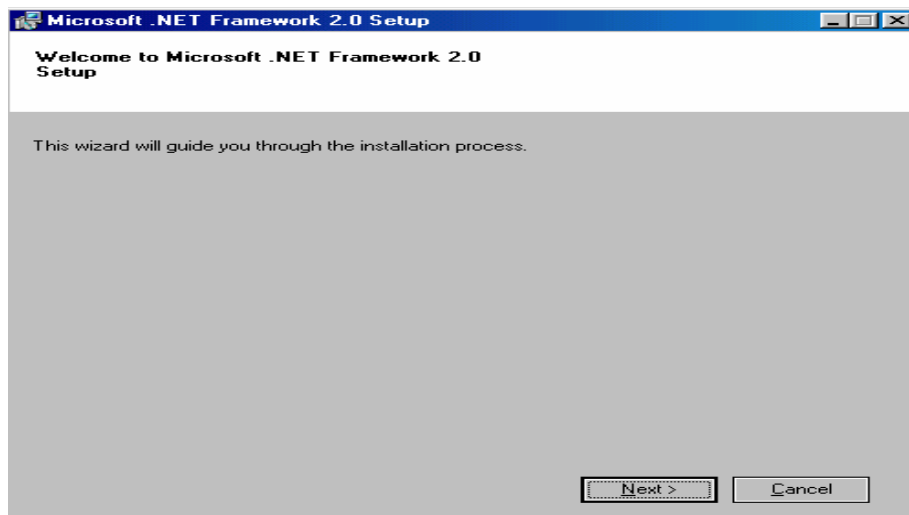 Microsoft .NET Framework 2.0 Setup
Welcome to Microsoft .NET Framework 2.0
Setup
This wizard will guide you through the installation process.
Next >
Cancel